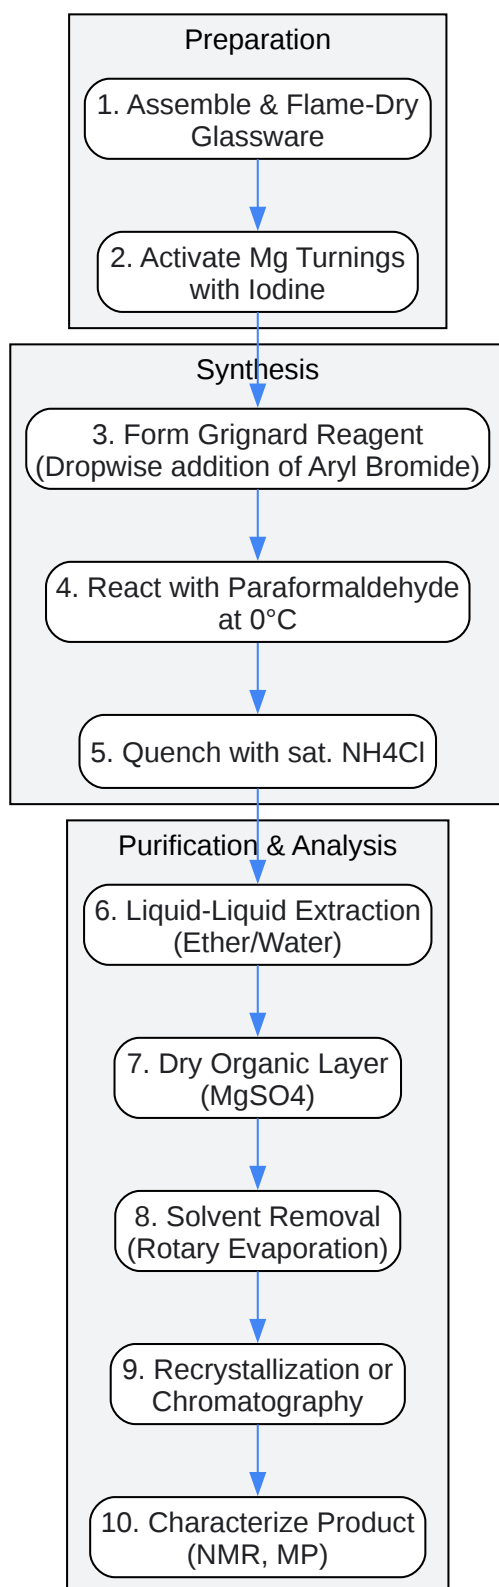 Preparation
1. Assemble & Flame-Dry
Glassware
2. Activate Mg Turnings
with Iodine
Synthesis
3. Form Grignard Reagent
(Dropwise addition of Aryl Bromide)
4. React with Paraformaldehyde
at 0°C
5. Quench with sat. NH4Cl
Purification & Analysis
6. Liquid-Liquid Extraction
(Ether/Water)
7. Dry Organic Layer
(MgSO4)
8. Solvent Removal
(Rotary Evaporation)
9. Recrystallization or
Chromatography
10. Characterize Product
(NMR, MP)